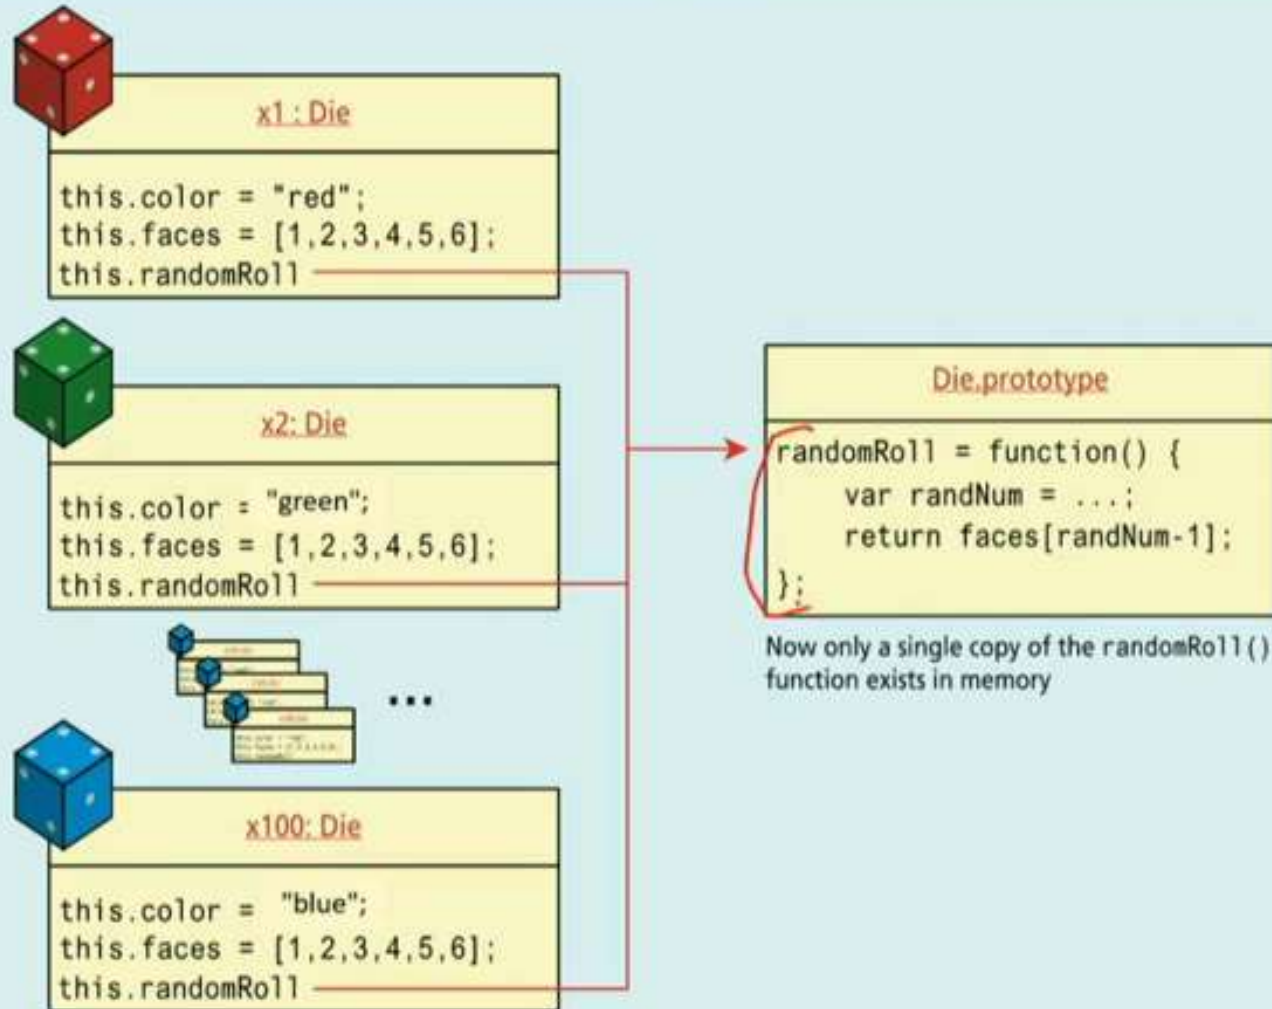 x1 : Die
this.color = "red";
this.faces = [1,2,3,4,5,6];
this.randomRoll
x2: Die
this.color = "green";
this.faces = [1,2,3,4,5,6];
this.randomRoll
...
x100: Die
this.color = "blue";
this.faces = [1,2,3,4,5,6];
this.randomRoll
Die.prototype
randomRoll = function() {
var randNum = ...;
return faces[randNum-1];
};
Now only a single copy of the randomRoll()
function exists in memory